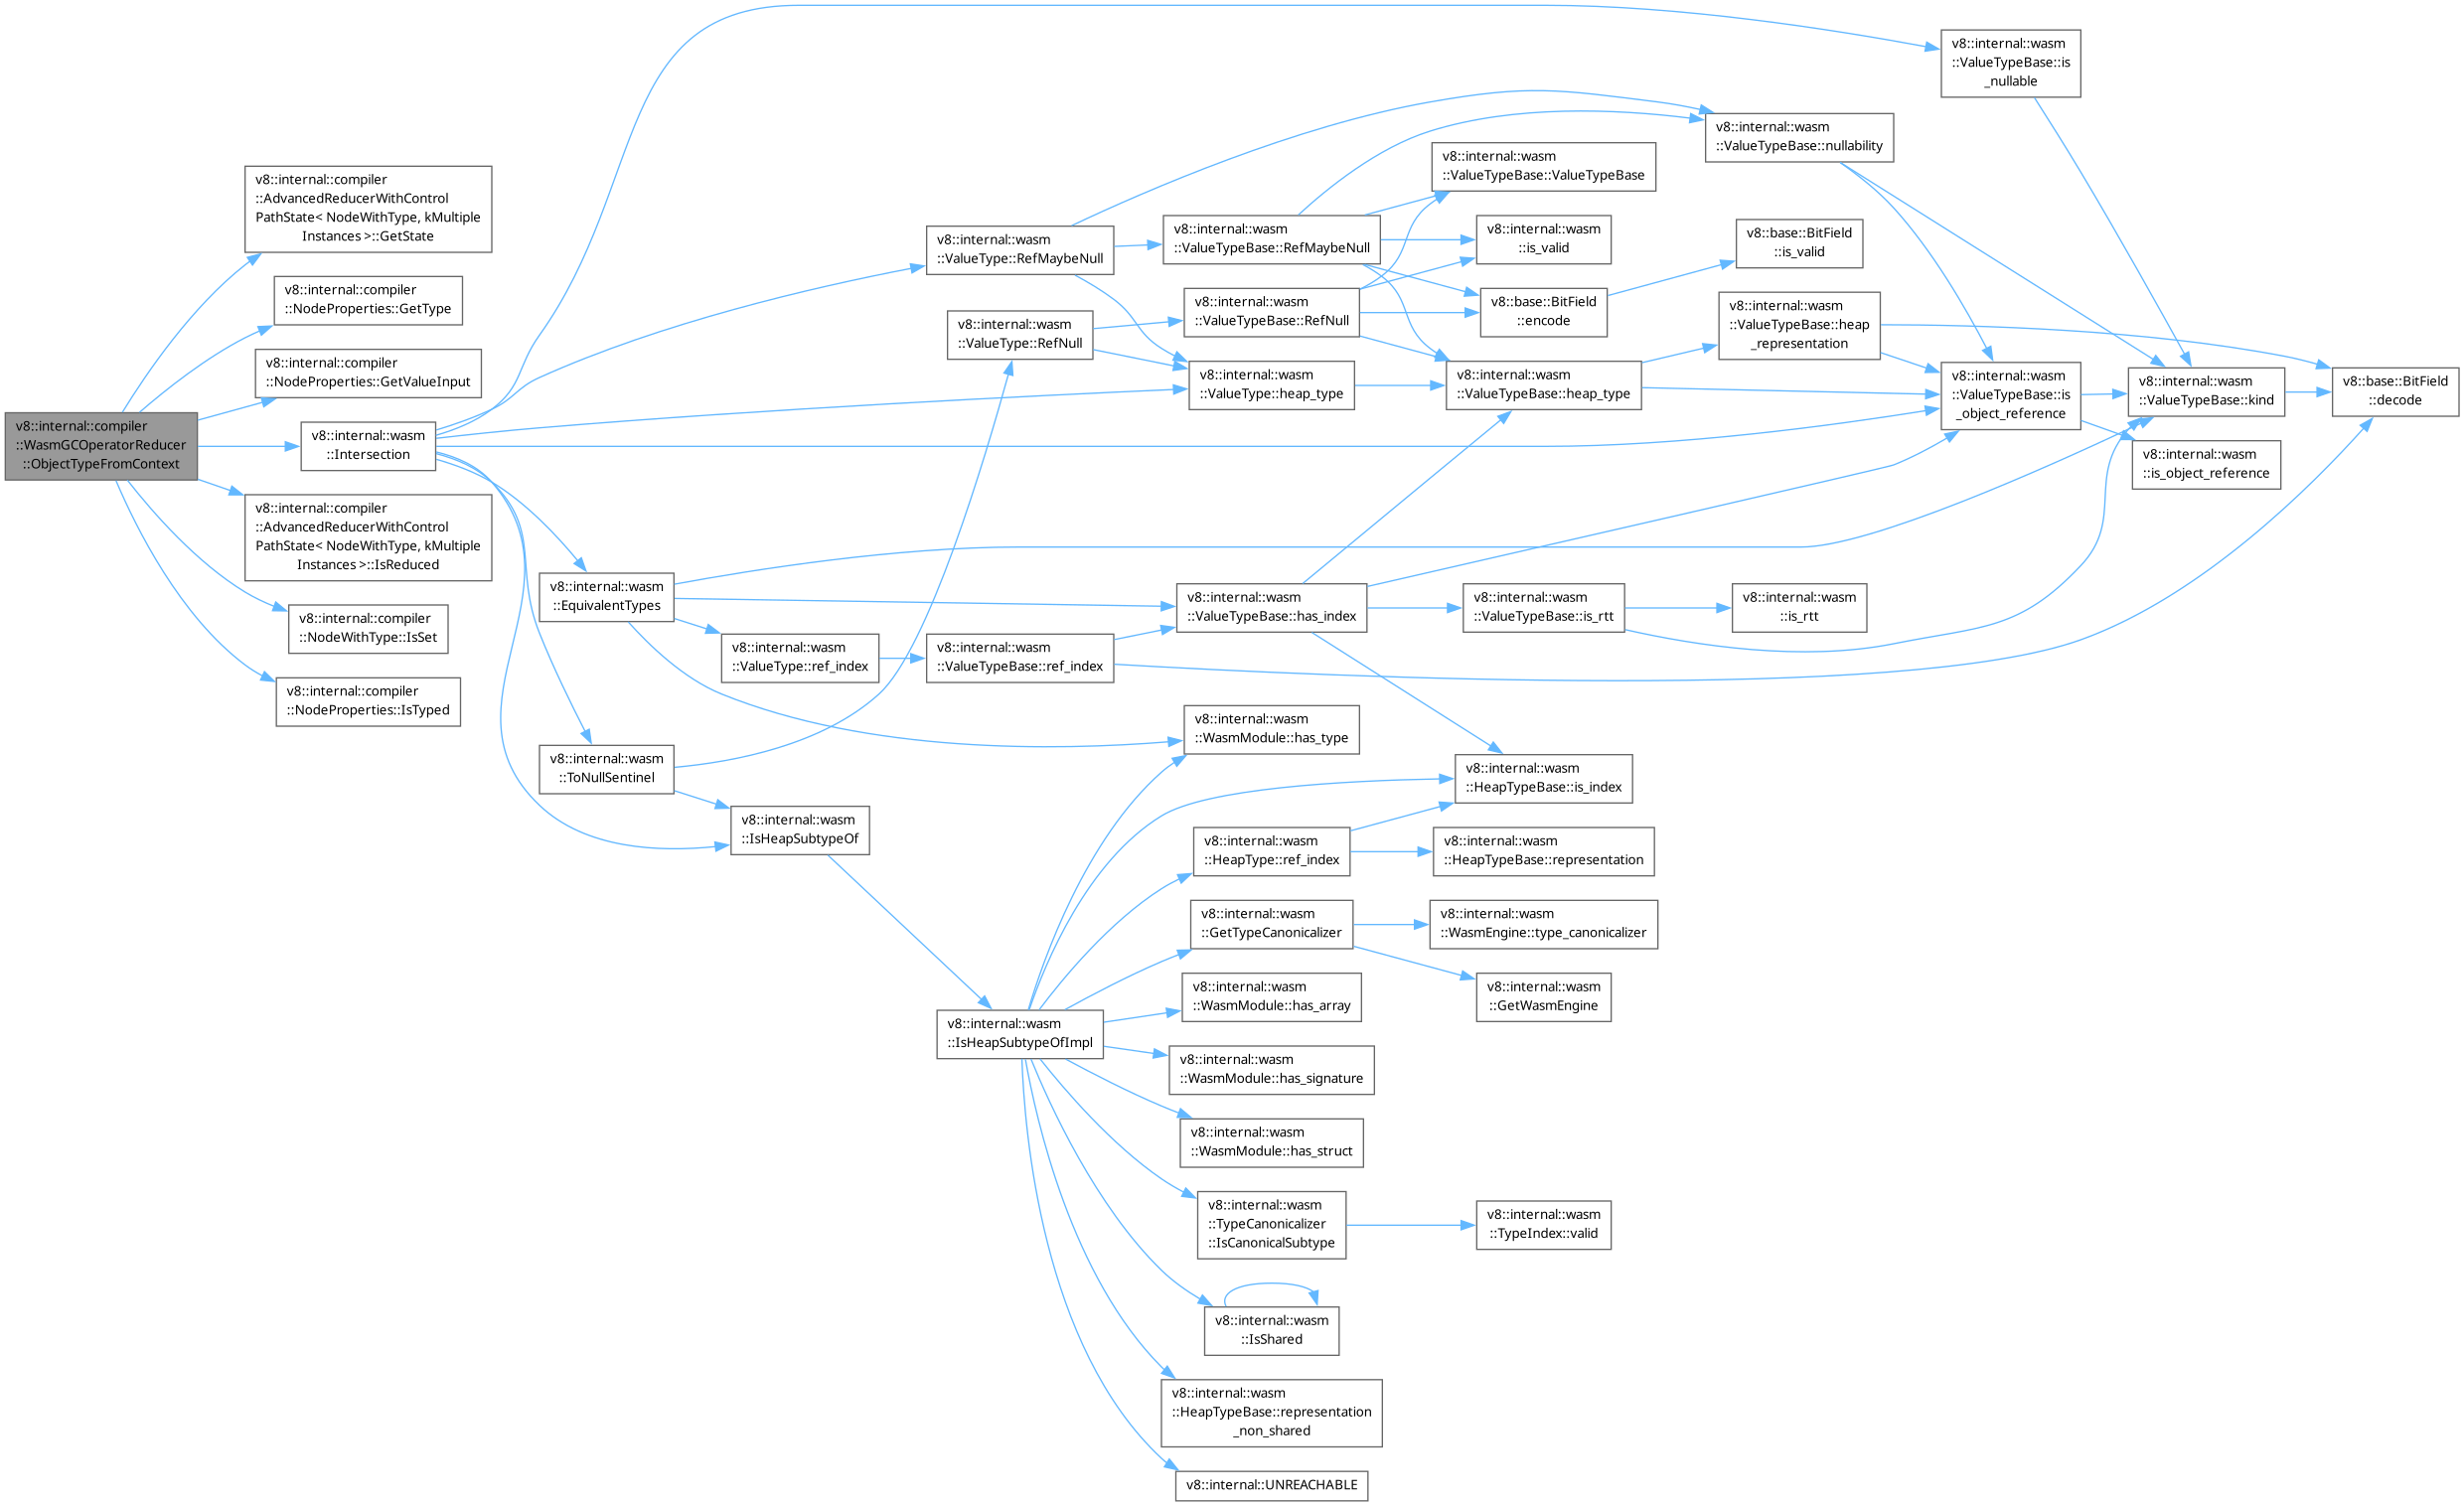 v8::internal::compiler
::WasmGCOperatorReducer
::ObjectTypeFromContext
v8::internal::compiler
::AdvancedReducerWithControl
PathState< NodeWithType, kMultiple
Instances >::GetState
v8::internal::compiler
::NodeProperties::GetType
v8::internal::compiler
::NodeProperties::GetValueInput
v8::internal::wasm
::Intersection
v8::internal::compiler
::AdvancedReducerWithControl
PathState< NodeWithType, kMultiple
Instances >::IsReduced
v8::internal::compiler
::NodeWithType::IsSet
v8::internal::compiler
::NodeProperties::IsTyped
v8::internal::wasm
::EquivalentTypes
v8::internal::wasm
::ToNullSentinel
v8::internal::wasm
::ValueType::ref_index
v8::internal::wasm
::IsHeapSubtypeOf
v8::internal::wasm
::ValueType::RefMaybeNull
v8::internal::wasm
::ValueType::RefNull
v8::internal::wasm
::ValueTypeBase::ref_index
v8::internal::wasm
::IsHeapSubtypeOfImpl
v8::internal::wasm
::ValueTypeBase::RefMaybeNull
v8::internal::wasm
::ValueTypeBase::RefNull
v8::internal::wasm
::ValueType::heap_type
v8::internal::wasm
::ValueTypeBase::has_index
v8::internal::wasm
::WasmModule::has_type
v8::internal::wasm
::HeapType::ref_index
v8::internal::wasm
::GetTypeCanonicalizer
v8::internal::wasm
::WasmModule::has_array
v8::internal::wasm
::WasmModule::has_signature
v8::internal::wasm
::WasmModule::has_struct
v8::internal::wasm
::TypeCanonicalizer
::IsCanonicalSubtype
v8::internal::wasm
::IsShared
v8::internal::wasm
::HeapTypeBase::representation
_non_shared
v8::internal::UNREACHABLE
v8::internal::wasm
::ValueTypeBase::ValueTypeBase
v8::internal::wasm
::is_valid
v8::base::BitField
::encode
v8::internal::wasm
::ValueTypeBase::heap_type
v8::internal::wasm
::ValueTypeBase::is_rtt
v8::internal::wasm
::HeapTypeBase::is_index
v8::internal::wasm
::HeapTypeBase::representation
v8::internal::wasm
::WasmEngine::type_canonicalizer
v8::internal::wasm
::GetWasmEngine
v8::internal::wasm
::TypeIndex::valid
v8::internal::wasm
::ValueTypeBase::nullability
v8::base::BitField
::is_valid
v8::internal::wasm
::ValueTypeBase::heap
_representation
v8::internal::wasm
::is_rtt
v8::internal::wasm
::ValueTypeBase::is
_nullable
v8::internal::wasm
::ValueTypeBase::is
_object_reference
v8::internal::wasm
::ValueTypeBase::kind
v8::internal::wasm
::is_object_reference
v8::base::BitField
::decode